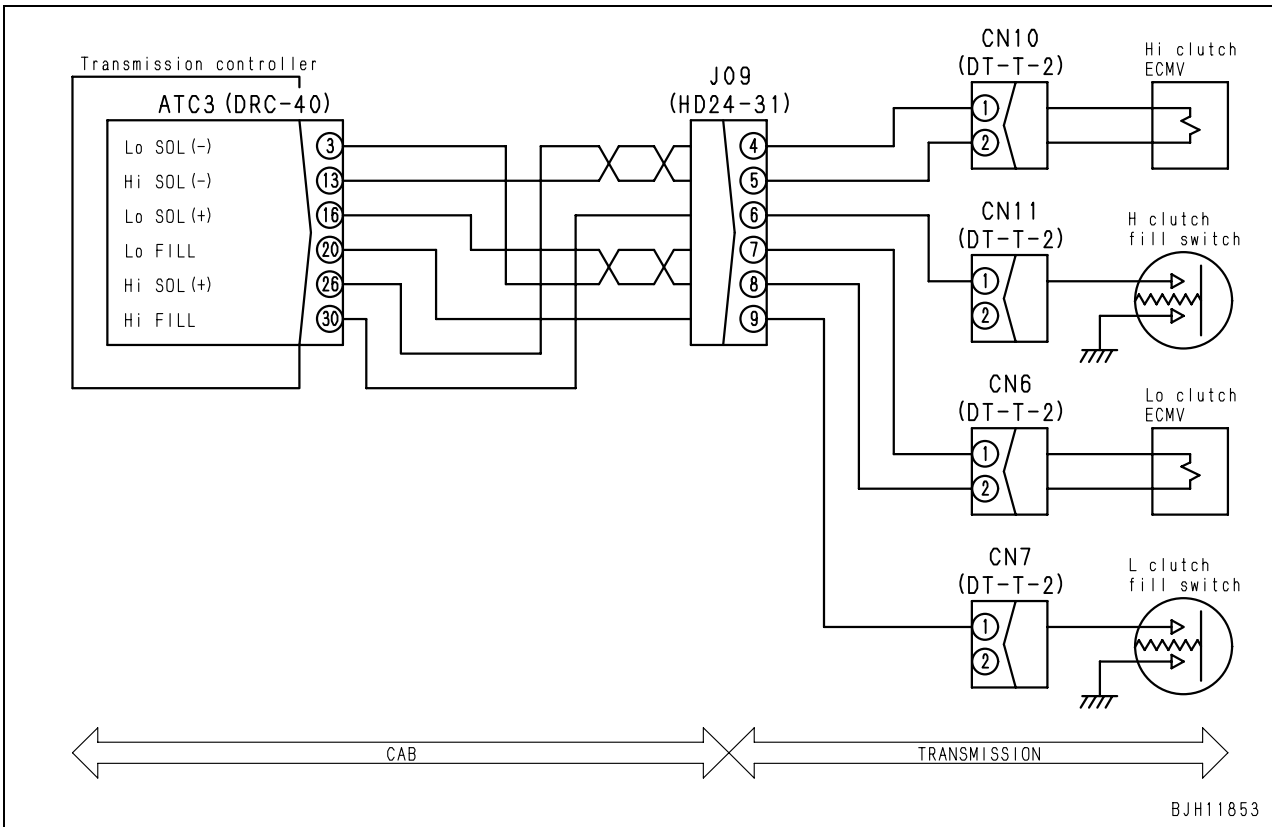 Transmission controller
ATC3 (DRC-40)
Lo SOL (-)
Hi SOL (-)
Lo SOL (+)
Lo FILL
Hi SOL (+)
Hi FILL
3
13
16
20
26
30
J09
(HD24-31)
4
5
6
7
8
9
CN10
(DT-T-2)
1
2
Hi clutch
ECMV
CN11
(DT-T-2)
1
2
H clutch
fill switch
CN6
(DT-T-2)
1
2
Lo clutch
ECMV
CN7
(DT-T-2)
1
2
L clutch
fill switch
CAB
TRANSMISSION
BJH11853